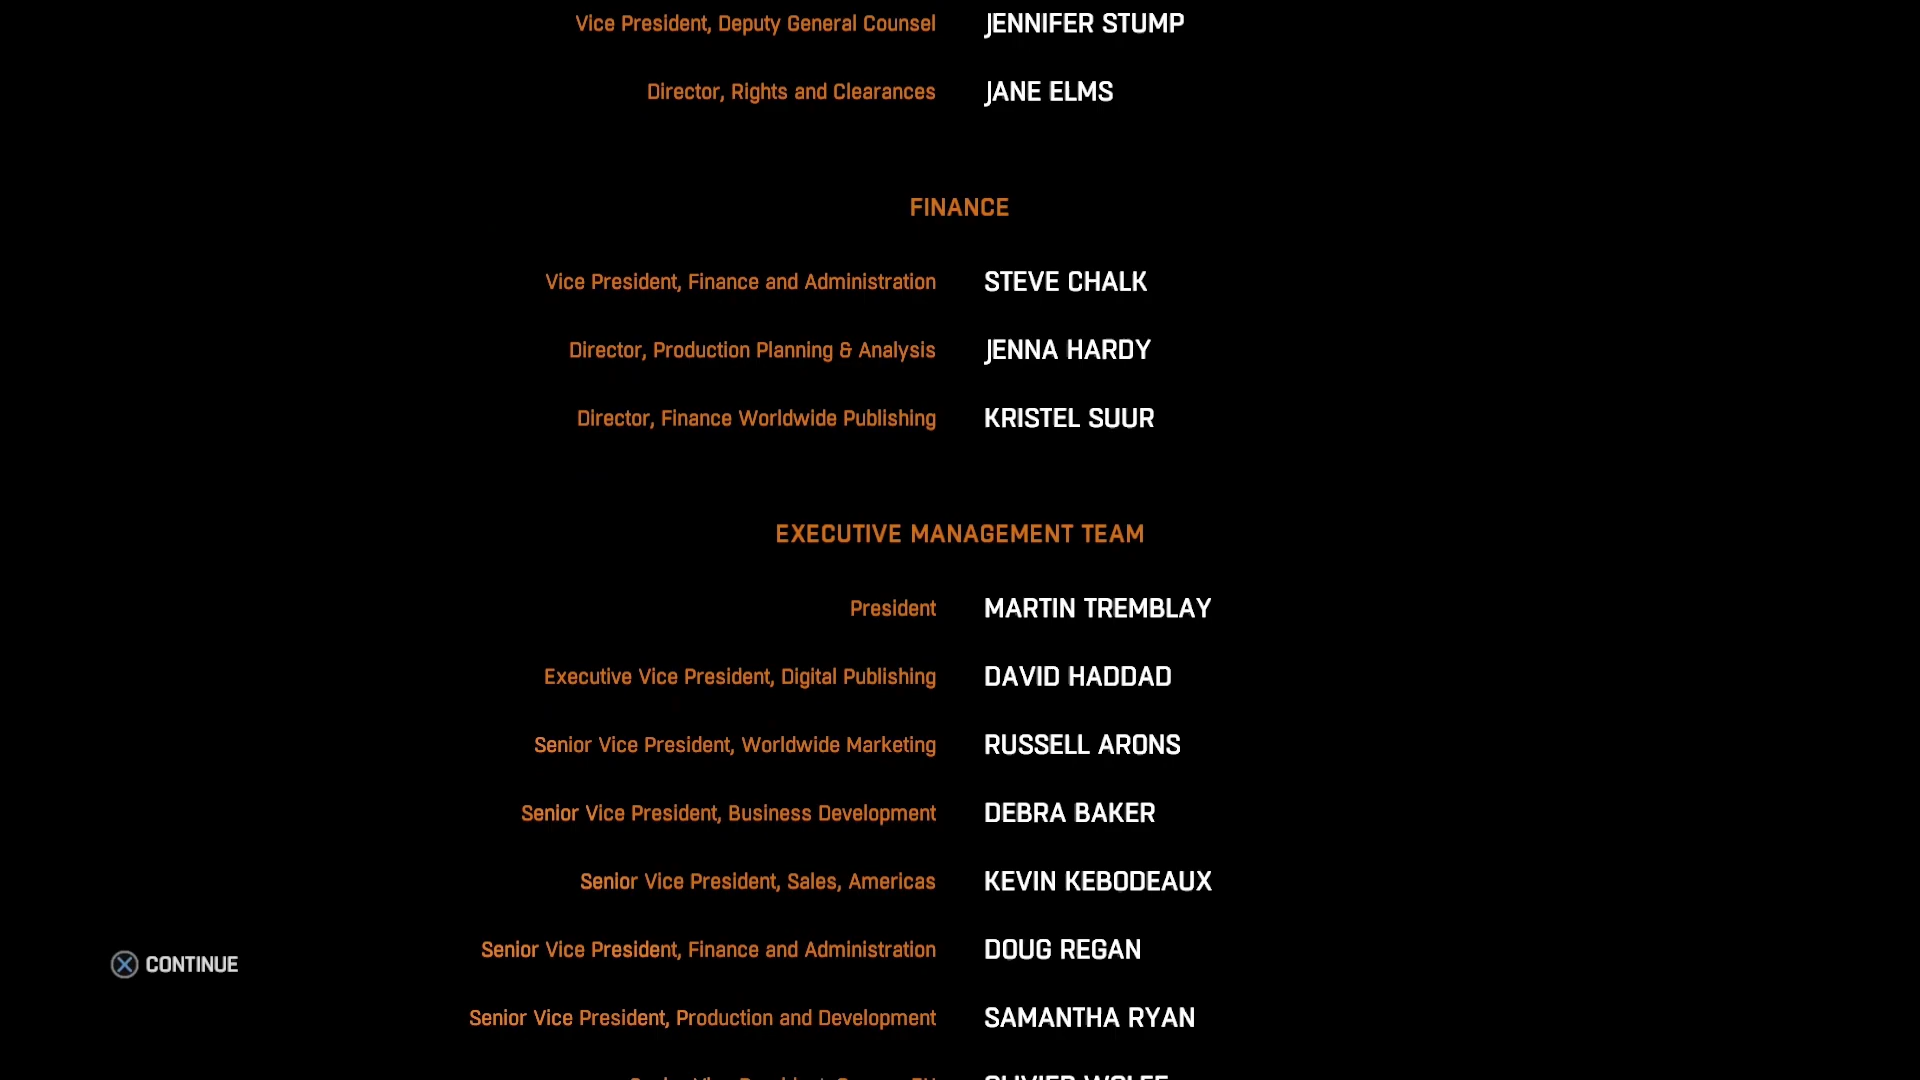 Vice President, Deputy General Counsel JENNIFER STUMP
Director, Rights and Clearances JANE ELMS
FINANCE
Vice President, Finance and Administration STEVE CHALK
Director, Production Planning & Analysis JENNA HARDY
Director, Finance Worldwide Publishing KRISTEL SUUR
EXECUTIVE MANAGEMENT TEAM
President MARTIN TREMBLAY
Executive Vice President, Digital Publishing DAVID HADDAD
Senior Vice President, Worldwide Marketing RUSSELL ARONS
Senior Vice President, Business Development DEBRA BAKER
Senior Vice President, Sales, Americas KEVIN KEBODEAUX
Senior Vice President, Finance and Administration DOUG REGAN
CONTINUE
Senior Vice President, Production and Development SAMANTHA RYAN